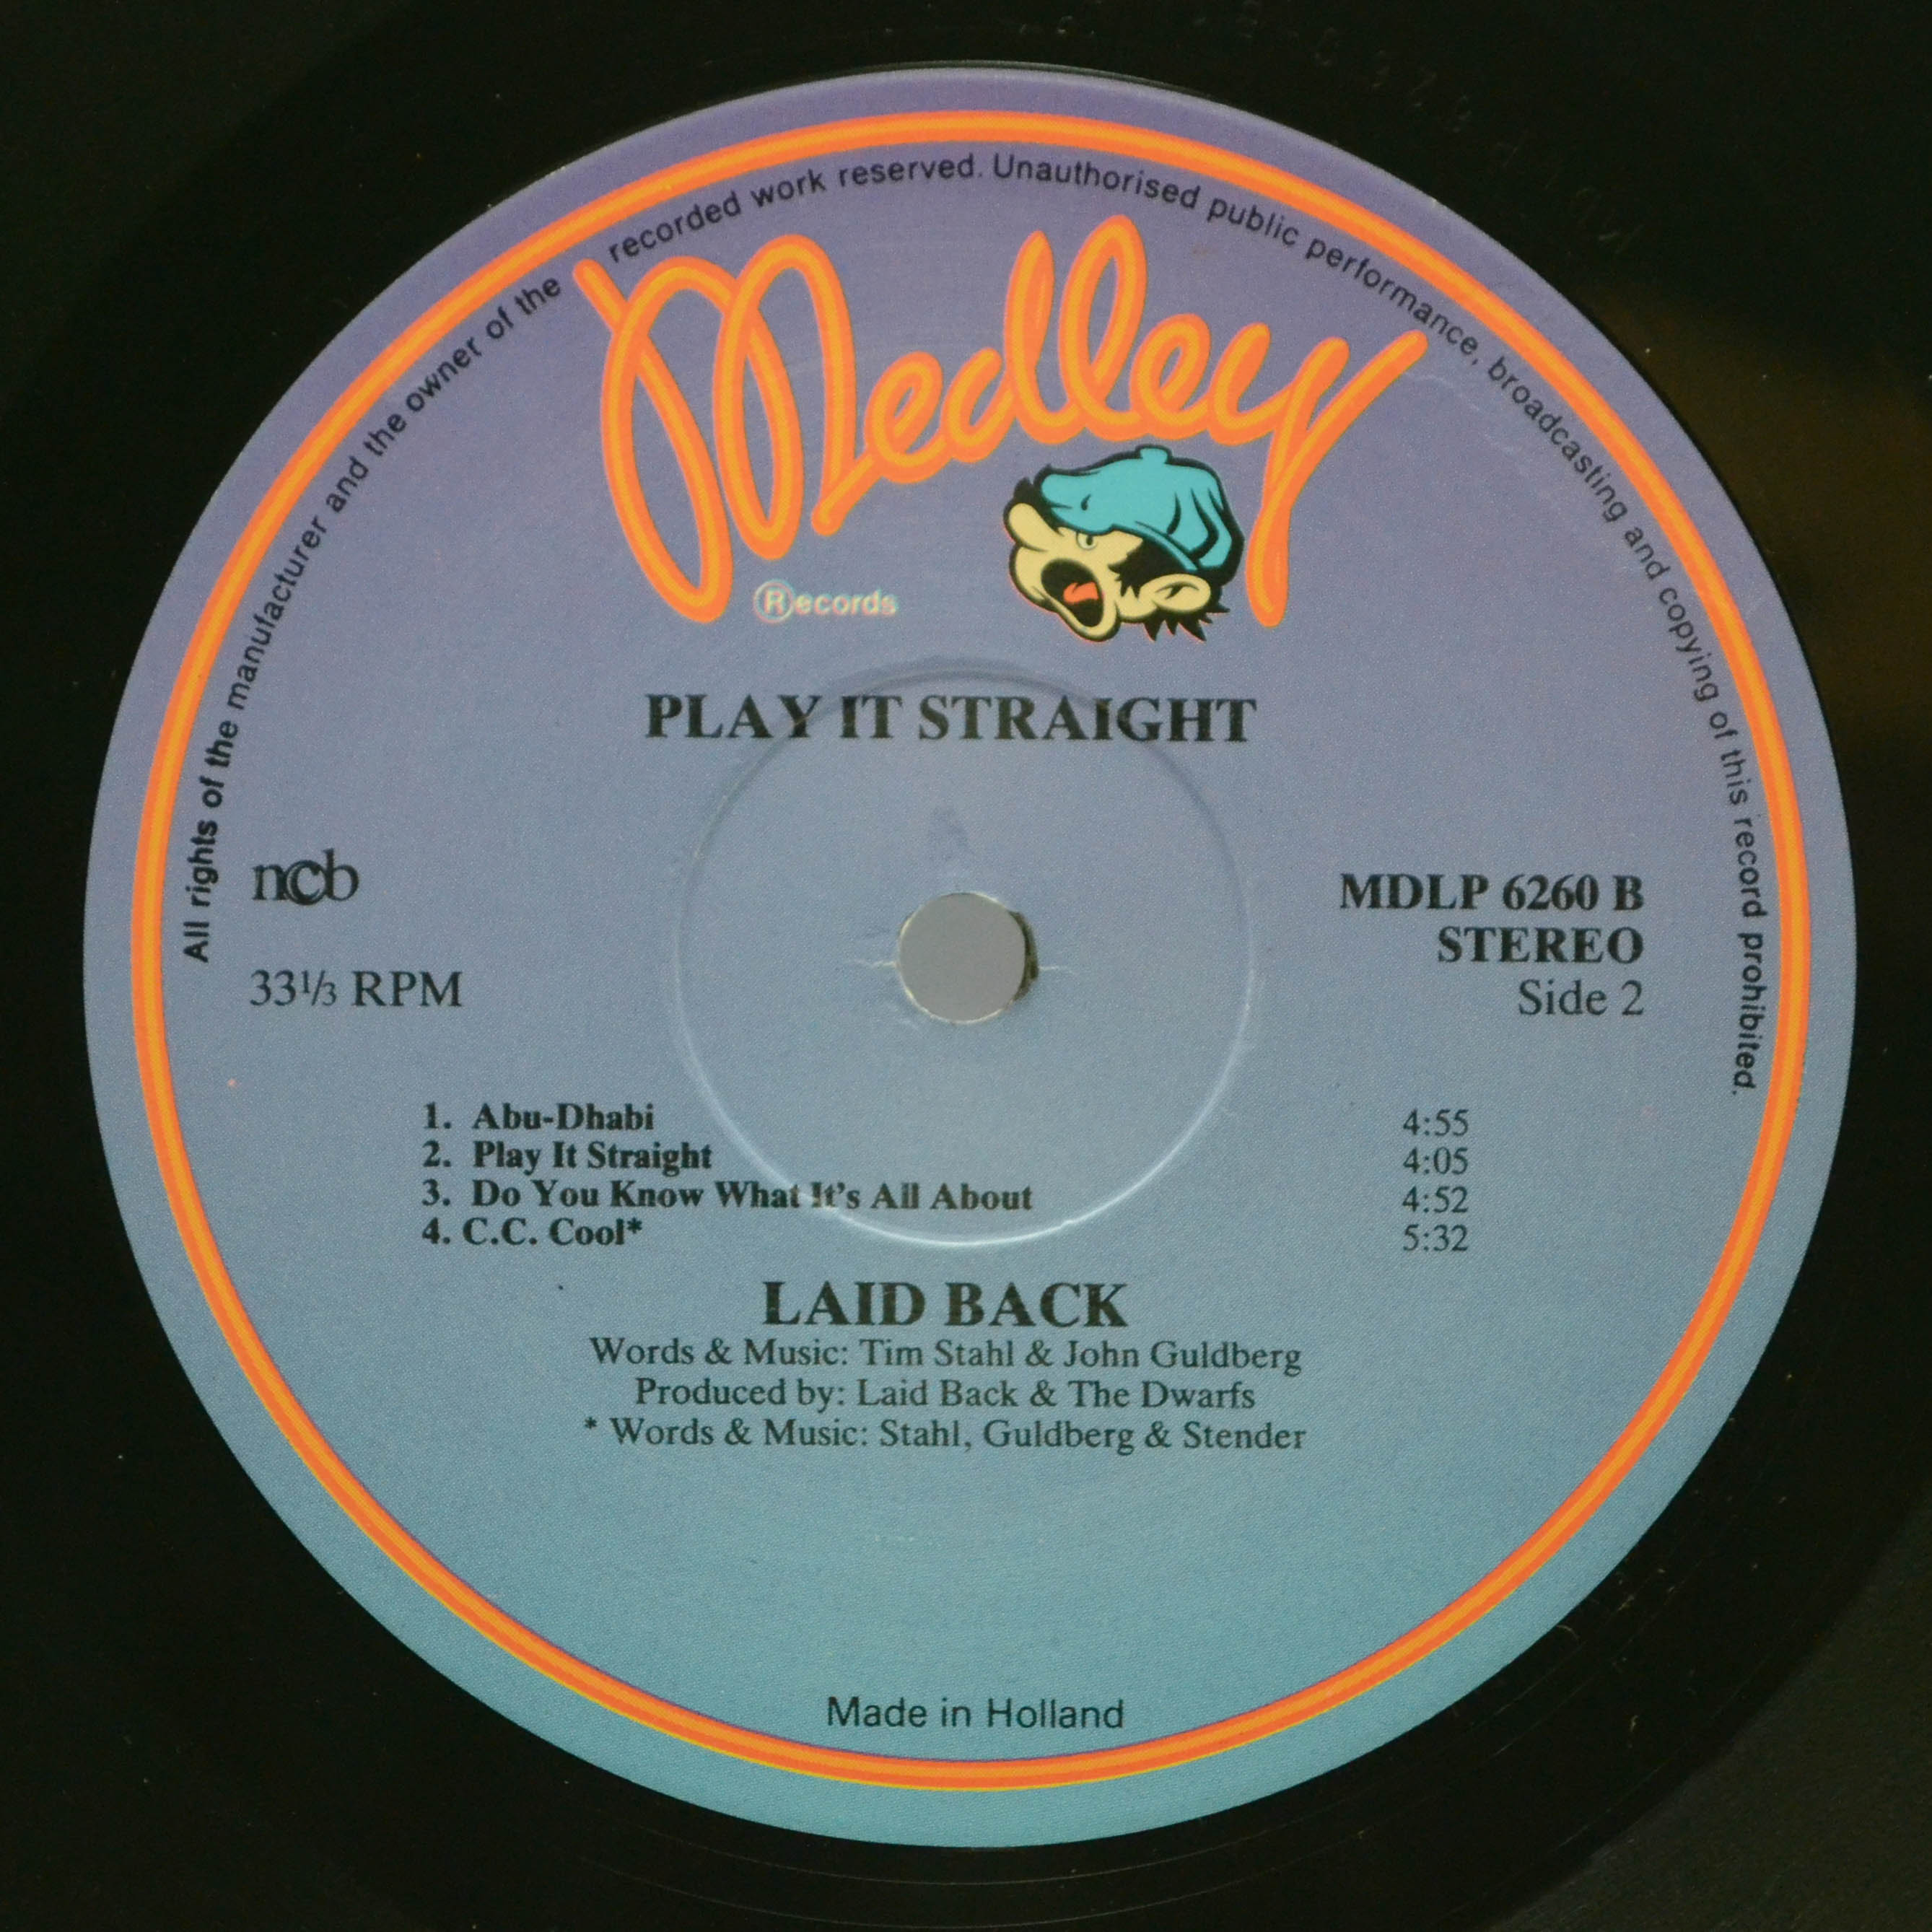 All rights of the manufacturer and the owner of the recorded work reserved. Unauthorised public performance, broadcasting and copying of this record prohibited.
Medley
Records
PLAY IT STRAIGHT
ncb
33 1/3 RPM
MDLP 6260 B
STEREO
Side 2
1. Abu-Dhabi 4:55
2. Play It Straight 4:05
3. Do You Know What It's All About 4:52
4. C.C. Cool* 5:32
LAID BACK
Words & Music: Tim Stahl & John Guldberg
Produced by: Laid Back & The Dwarfs
* Words & Music: Stahl, Guldberg & Stender
Made in Holland